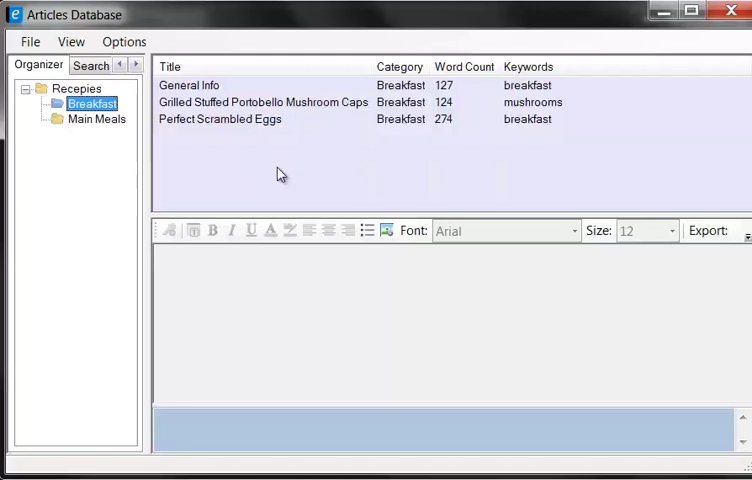 Articles Database
File View Options
Organizer Search
Recepies
Breakfast
Main Meals
Title Category Word Count Keywords
General Info Breakfast 127 breakfast
Grilled Stuffed Portobello Mushroom Caps Breakfast 124 mushrooms
Perfect Scrambled Eggs Breakfast 274 breakfast
B I U A Font: Arial Size: 12 Export: